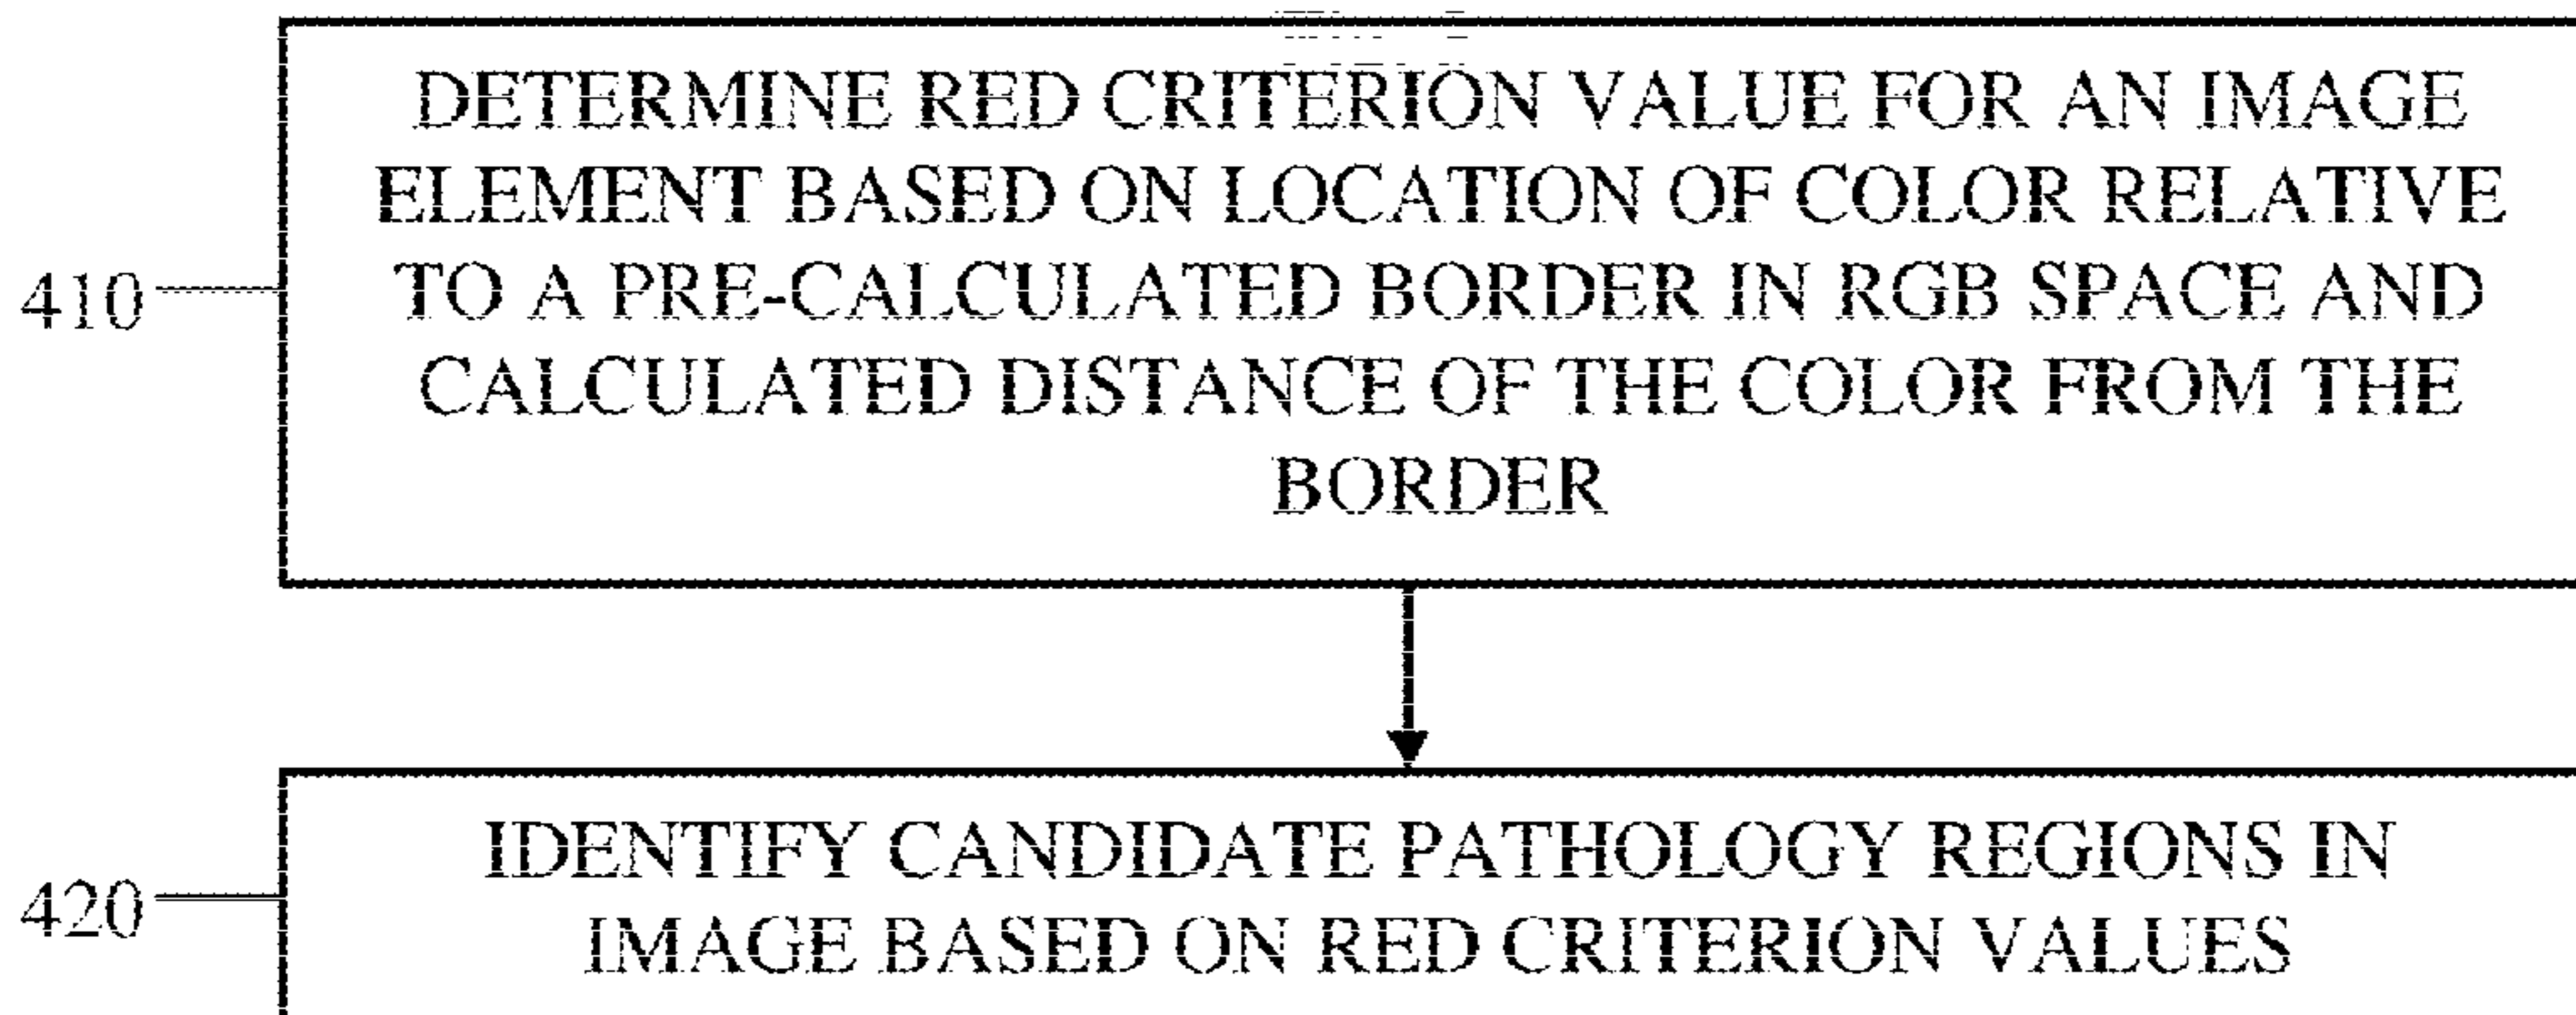 DETERMINE RED CRITERION VALUE FOR AN IMAGE
ELEMENT BASED ON LOCATION OF COLOR RELATIVE
410
TO A PRE-CALCULATED BORDER IN RGB SPACE AND
CALCULATED DISTANCE OF THE COLOR FROM THE
BORDER
IDENTIFY CANDIDATE PATHOLOGY REGIONS IN
420
IMAGE BASED ON RED CRITERION VALUES